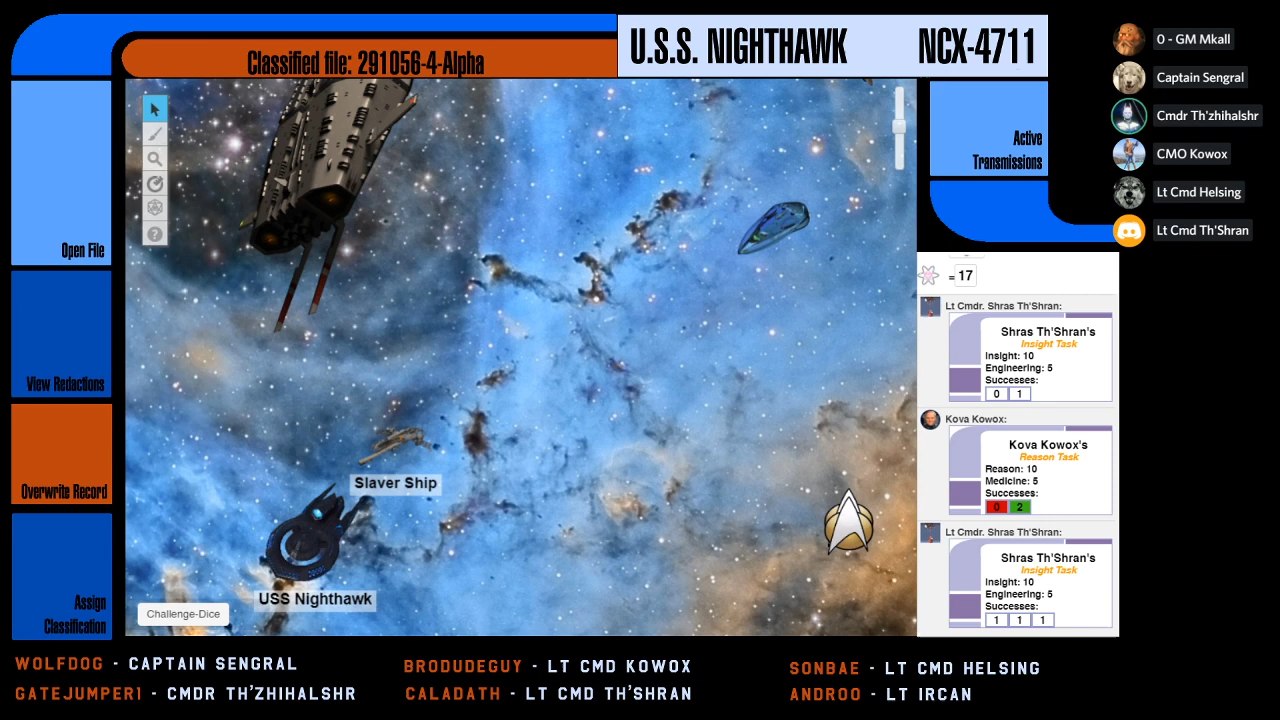 Classified file: 291056-4-Alpha
U.S.S. NIGHTHAWK NCX-4711
Open File
View Redactions
Overwrite Record
Assign
Classification
Active
Transmissions
0 - GM Mkall
Captain Sengral
Cmdr Th'zhihalshr
CMO Kowox
Lt Cmd Helsing
Lt Cmd Th'Shran
Slaver Ship
USS Nighthawk
Challenge-Dice
=17
Lt Cmdr. Shras Th'Shran:
Shras Th'Shran's
Insight Task
Insight: 10
Engineering: 5
Successes:
0 1
Kova Kowox:
Kova Kowox's
Reason Task
Reason: 10
Medicine: 5
Successes:
0 2
Lt Cmdr. Shras Th'Shran:
Shras Th'Shran's
Insight Task
Insight: 10
Engineering: 5
Successes:
1 1 1
WOLFDOG - CAPTAIN SENGRAL
GATEJUMPER1 - CMDR TH'ZHIHALSHR
BRODUDEGUY - LT CMD KOWOX
CALADATH - LT CMD TH'SHRAN
SONBAE - LT CMD HELSING
ANDROO - LT IRCAN